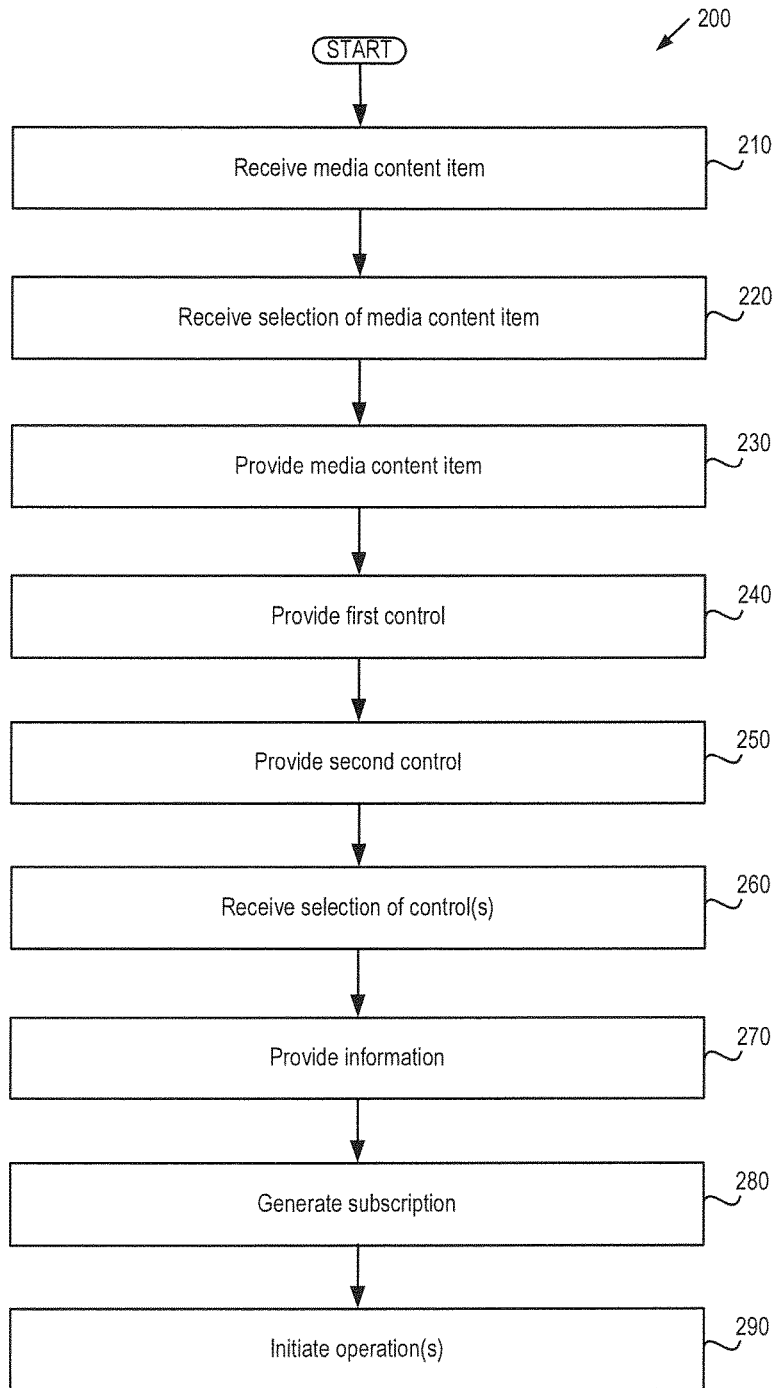 200
START
Receive media content item
210
Receive selection of media content item
220
Provide media content item
230
Provide first control
240
Provide second control
250
Receive selection of control(s)
260
Provide information
270
Generate subscription
280
Initiate operation(s)
290